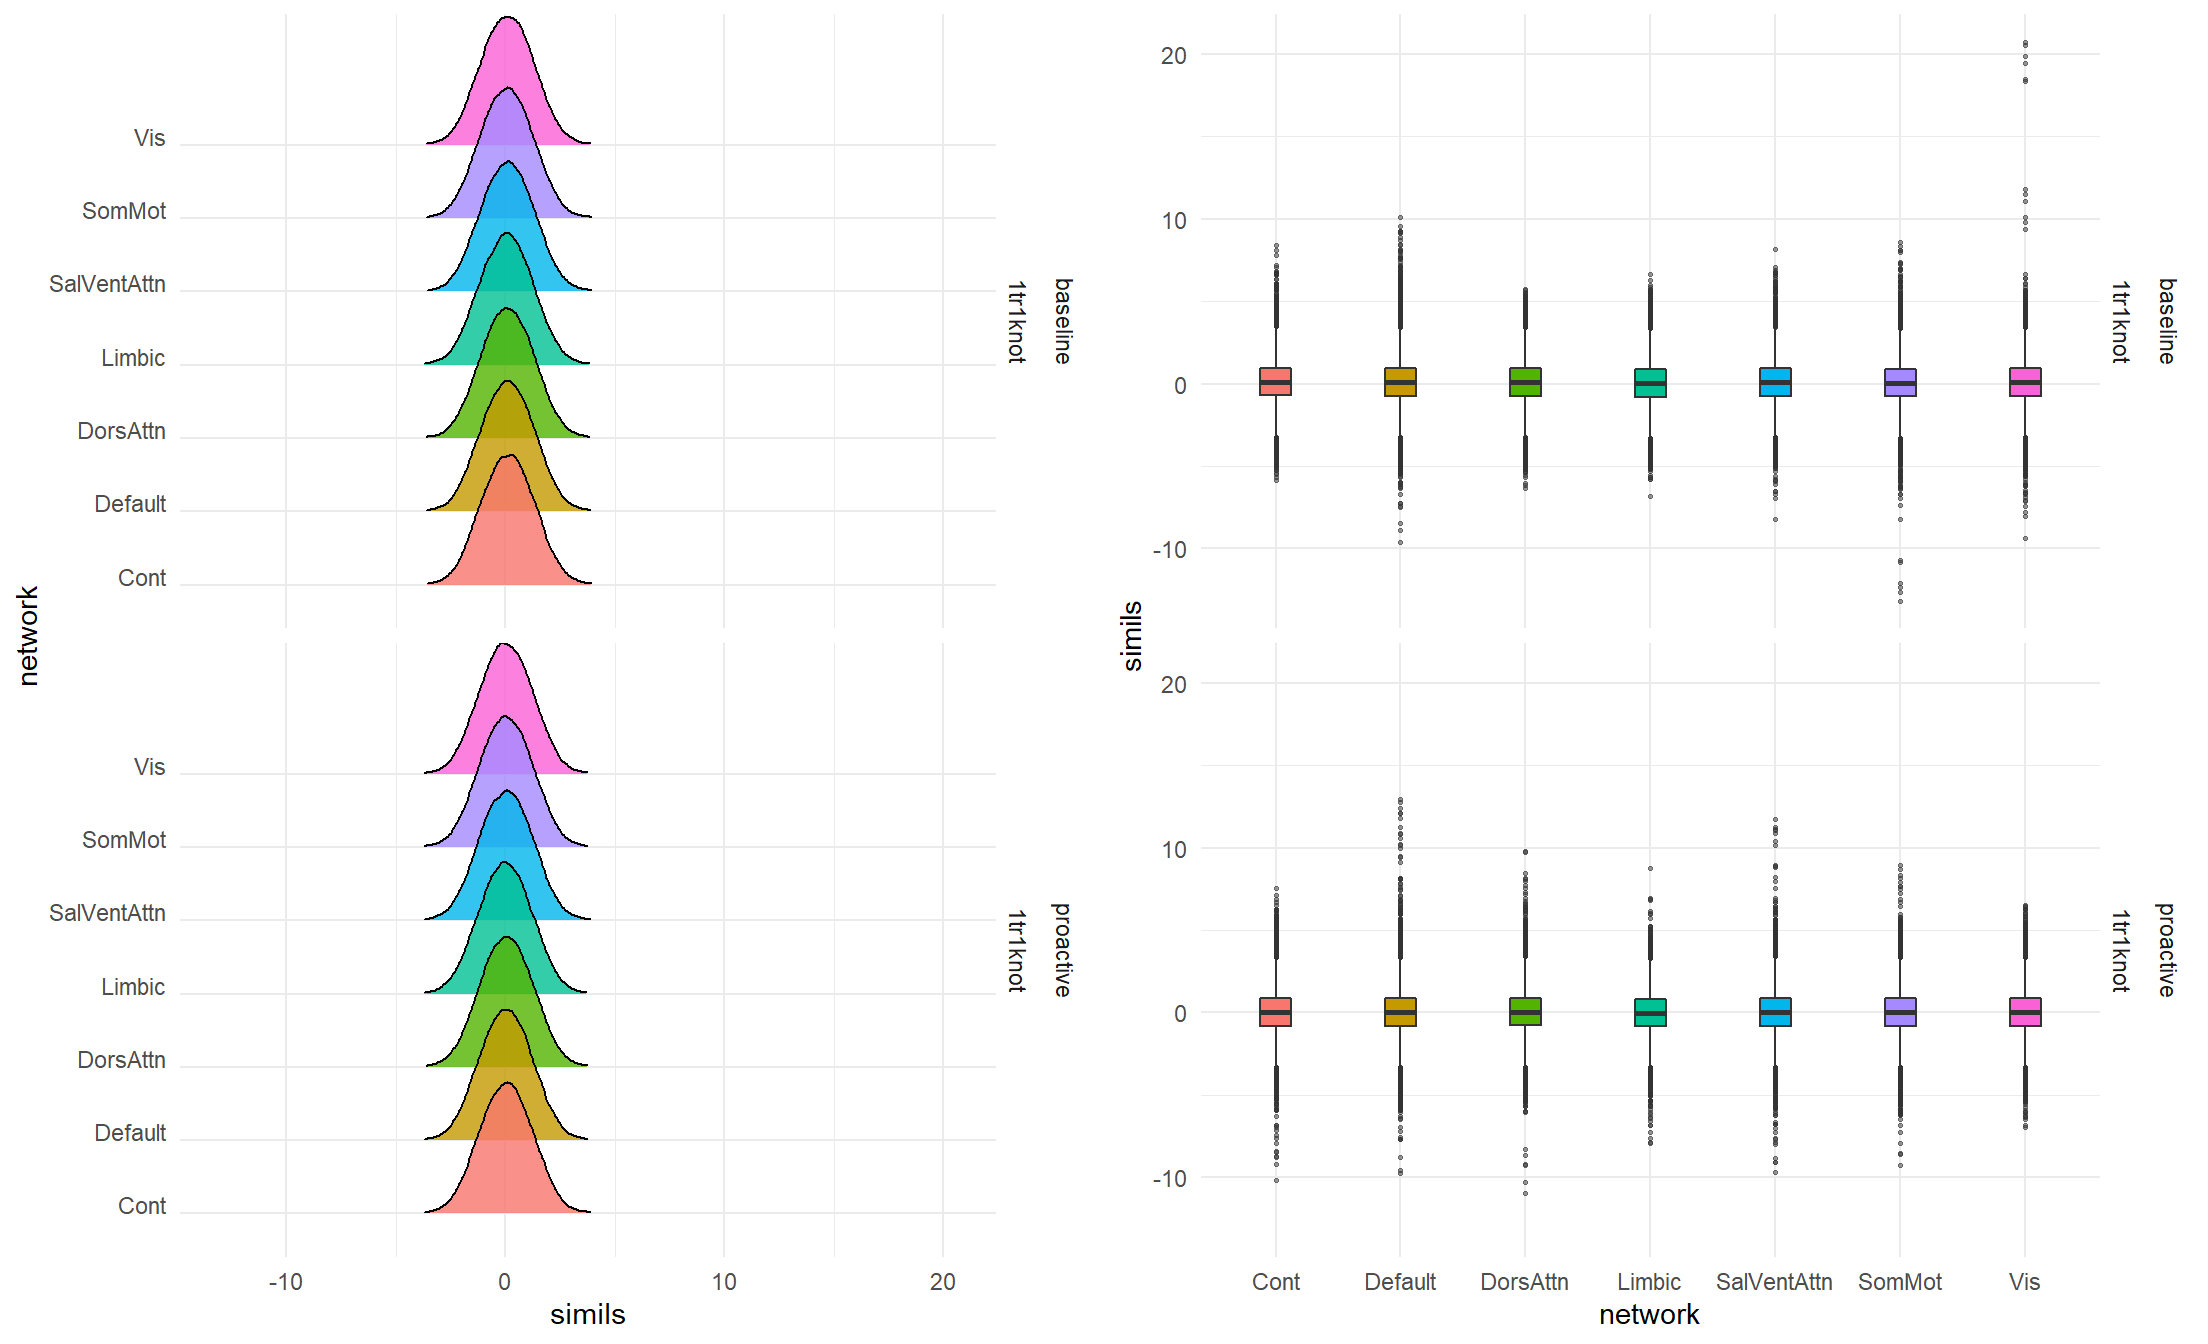 network
Vis
SomMot
SalVentAttn
Limbic
DorsAttn
Default
Cont
1tr1knot
baseline
Vis
SomMot
SalVentAttn
Limbic
DorsAttn
Default
Cont
1tr1knot
proactive
-10 0 10 20
simils
simils
20
10
0
-10
1tr1knot
baseline
20
10
0
-10
1tr1knot
proactive
Cont Default DorsAttn Limbic SalVentAttn SomMot Vis
network